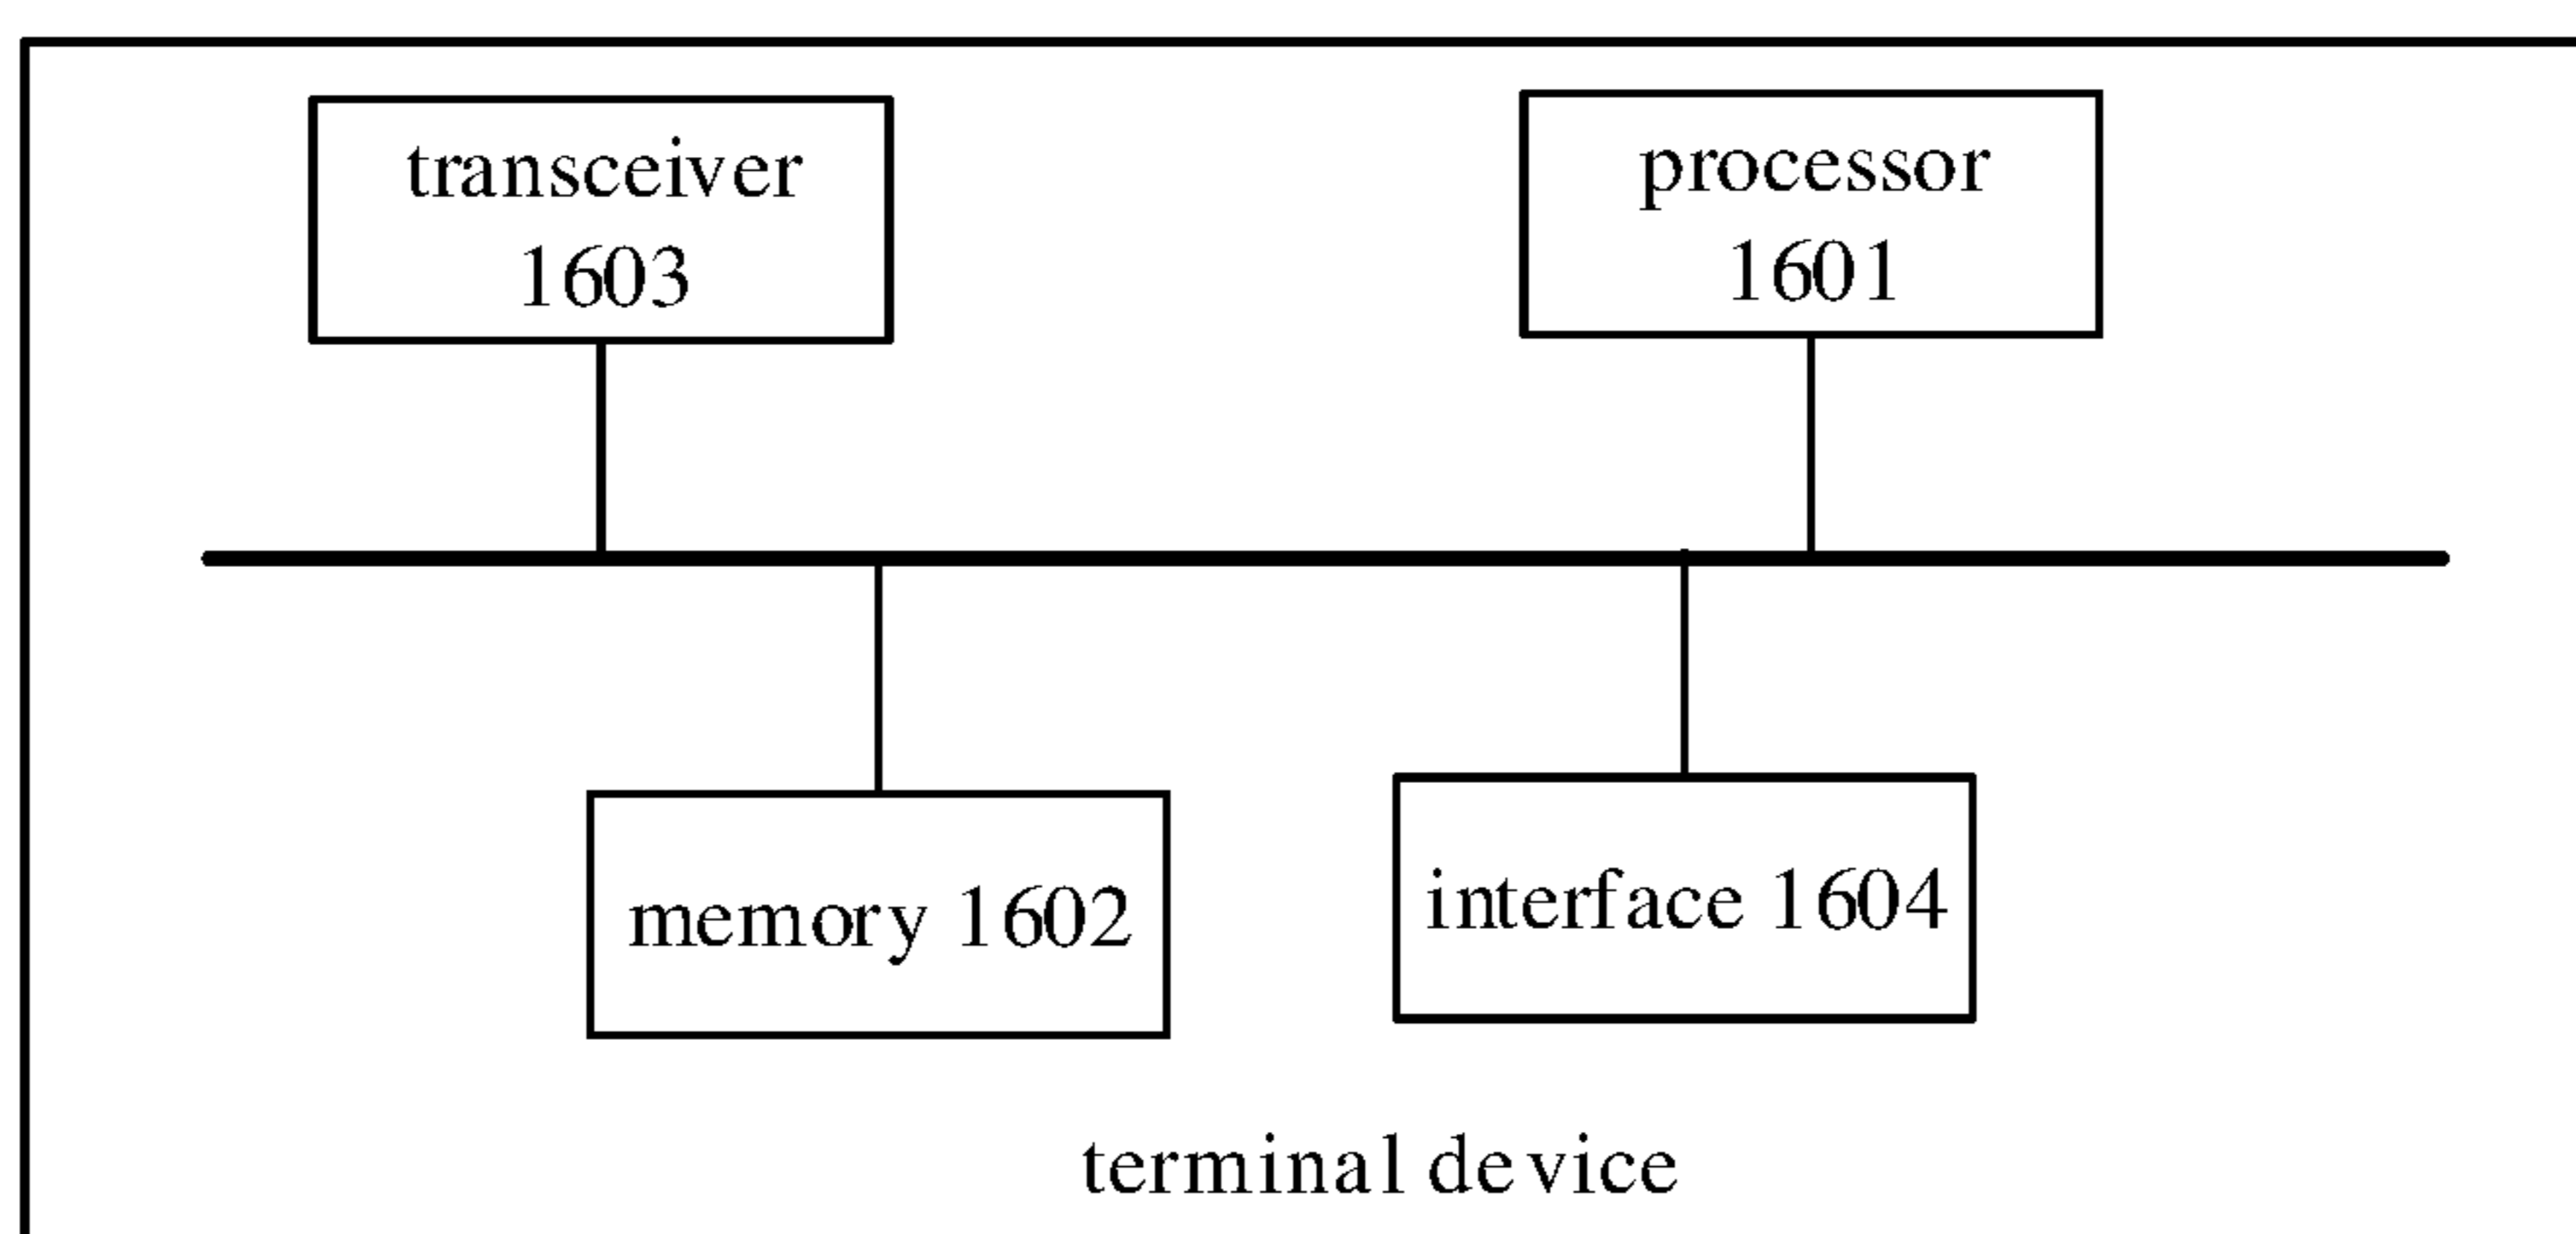 transceiver
1603
processor
1601
memory 1602
interface 1604
terminal device